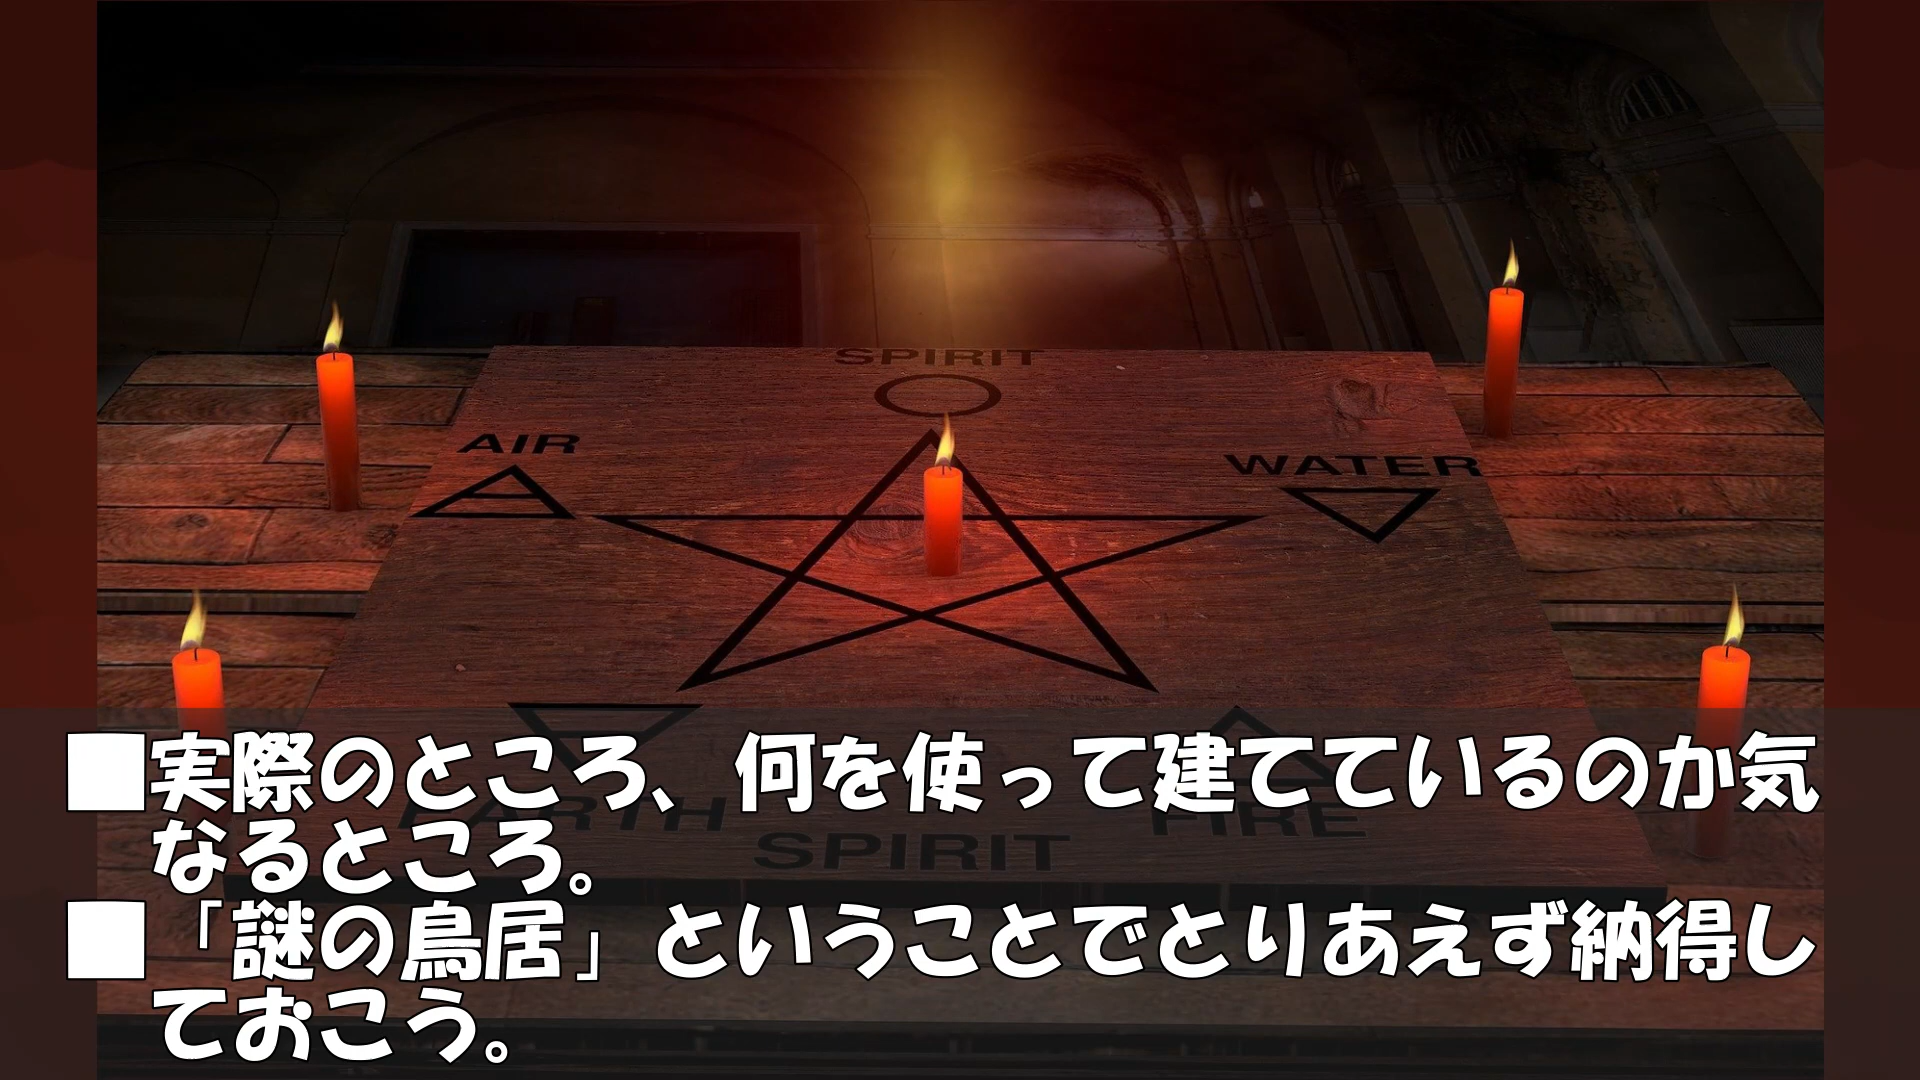 SPIRIT
AIR
WATER
■実際のところ、何を使って建てているのか気
なるところ。
EARTH
FIRE
SPIRIT
■「謎の鳥居」ということでとりあえず納得し
ておこう。